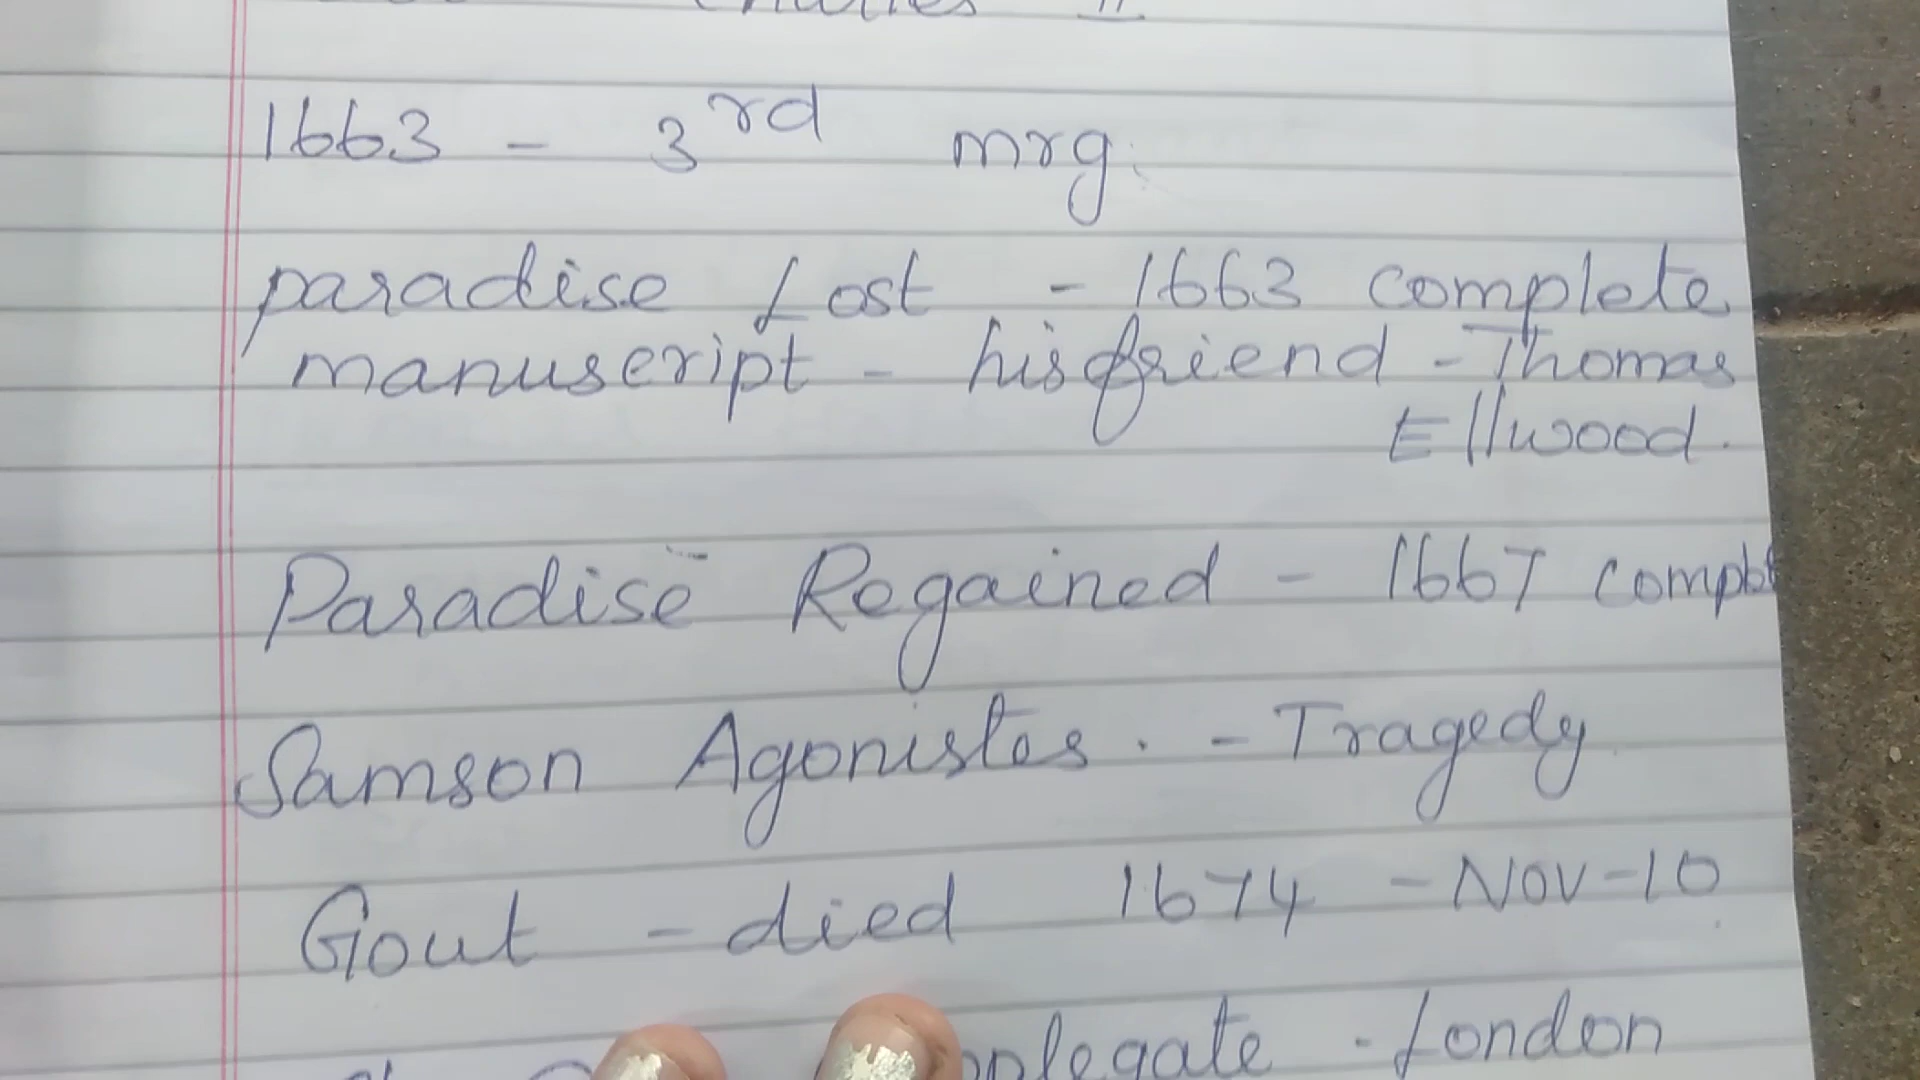 II
1663 - 3rd mrg.
paradise Lost - 1663 complete
manuscript - his friend - Thomas
Ellwood.
Paradise Regained - 1667
Samson Agonistes. - Tragedy
Gout - died 1674 - Nov-10
London